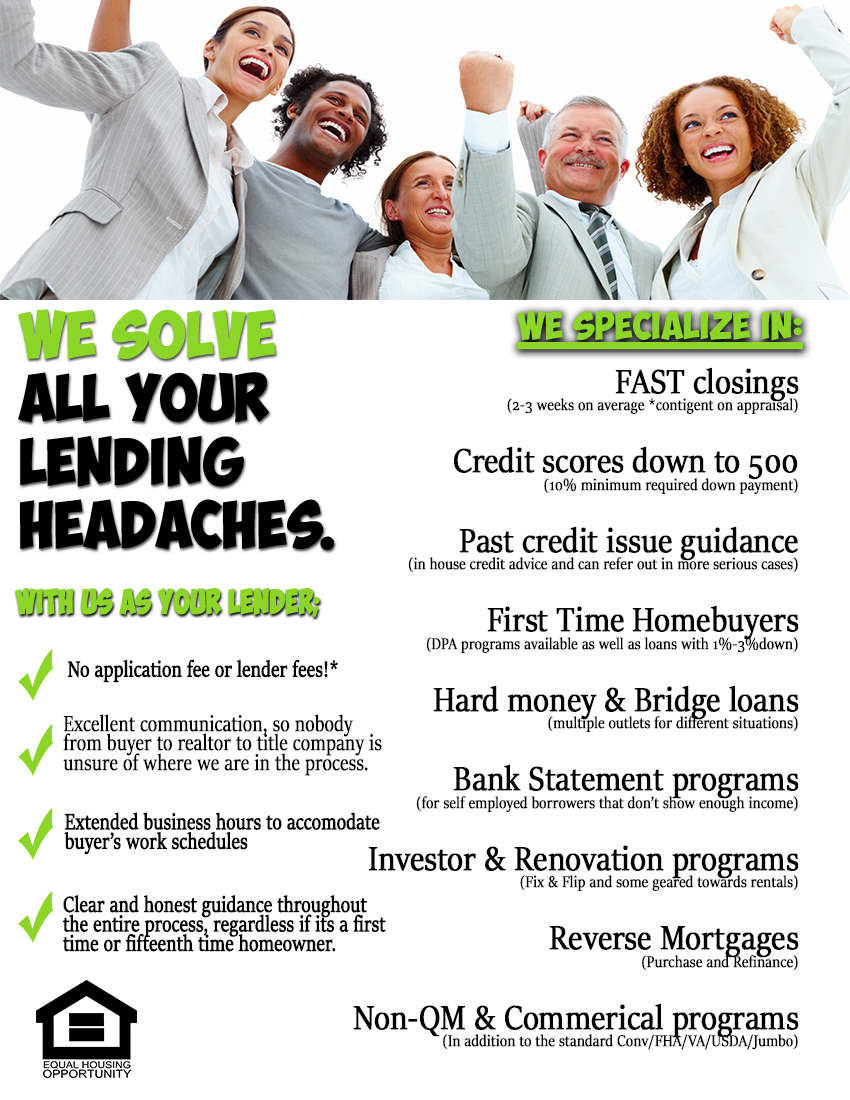 WE SOLVE
ALL YOUR
LENDING
HEADACHES.
WITH US AS YOUR LENDER;
No application fee or lender fees!*
Excellent communication, so nobody
from buyer to realtor to title company is
unsure of where we are in the process.
Extended business hours to accomodate
buyer's work schedules
Clear and honest guidance throughout
the entire process, regardless if its a first
time or fifteenth time homeowner.
EQUAL HOUSING
OPPORTUNITY
WE SPECIALIZE IN:
FAST closings
(2-3 weeks on average *contigent on appraisal)
Credit scores down to 500
(10% minimum required down payment)
Past credit issue guidance
(in house credit advice and can refer out in more serious cases)
First Time Homebuyers
(DPA programs available as well as loans with 1%-3%down)
Hard money & Bridge loans
(multiple outlets for different situations)
Bank Statement programs
(for self employed borrowers that don't show enough income)
Investor & Renovation programs
(Fix & Flip and some geared towards rentals)
Reverse Mortgages
(Purchase and Refinance)
Non-QM & Commerical programs
(In addition to the standard Conv/FHA/VA/USDA/Jumbo)